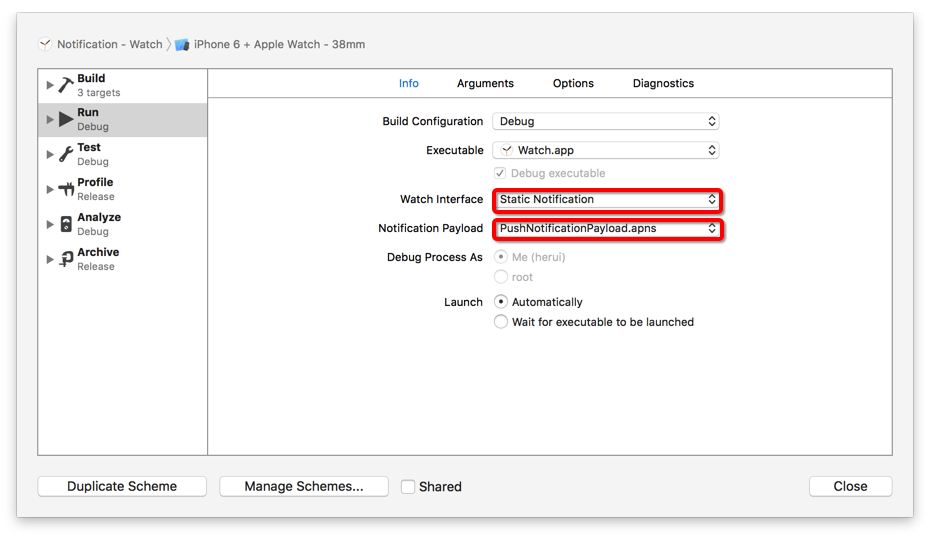 Notification - Watch iPhone 6 + Apple Watch - 38mm
Build
3 targets
Run
Debug
Test
Debug
Profile
Release
Analyze
Debug
Archive
Release
Info Arguments Options Diagnostics
Build Configuration Debug
Executable Watch.app
Debug executable
Watch Interface Static Notification
Notification Payload PushNotificationPayload.apns
Debug Process As Me (herui)
root
Launch Automatically
Wait for executable to be launched
Duplicate Scheme Manage Schemes... Shared Close